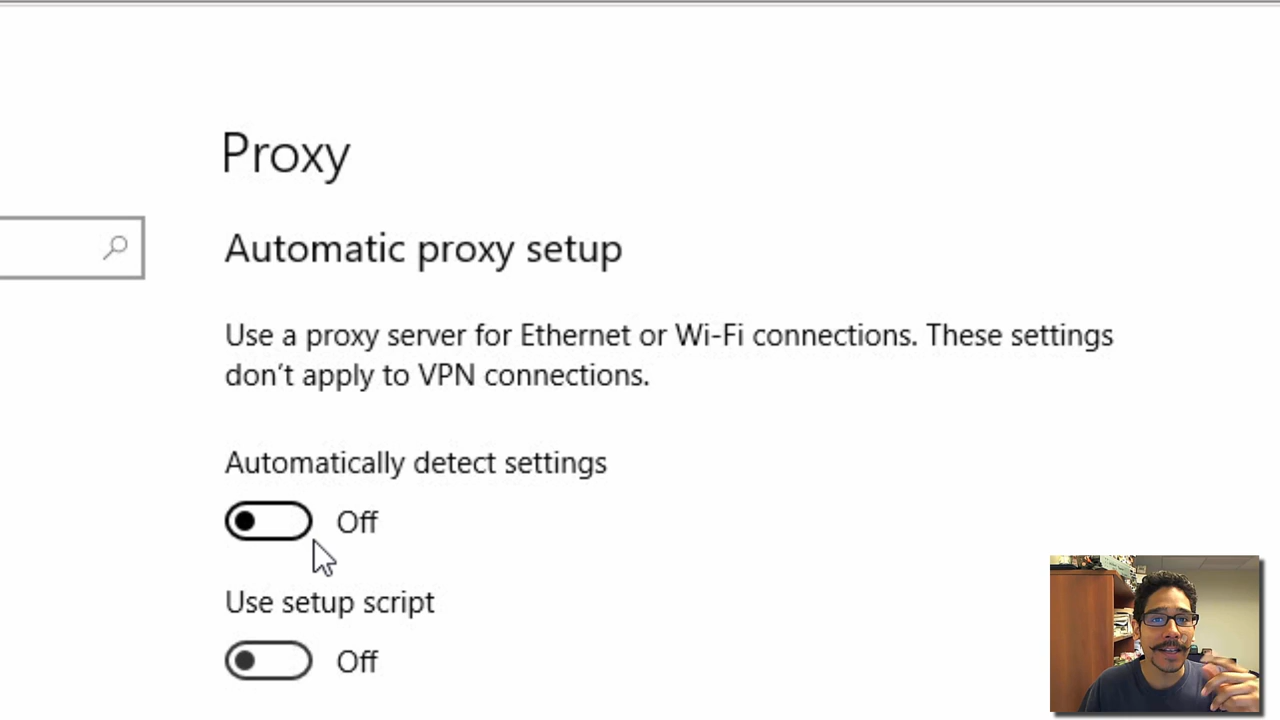 Proxy
Automatic proxy setup
Use a proxy server for Ethernet or Wi-Fi connections. These settings
don't apply to VPN connections.
Automatically detect settings
Off
Use setup script
Off